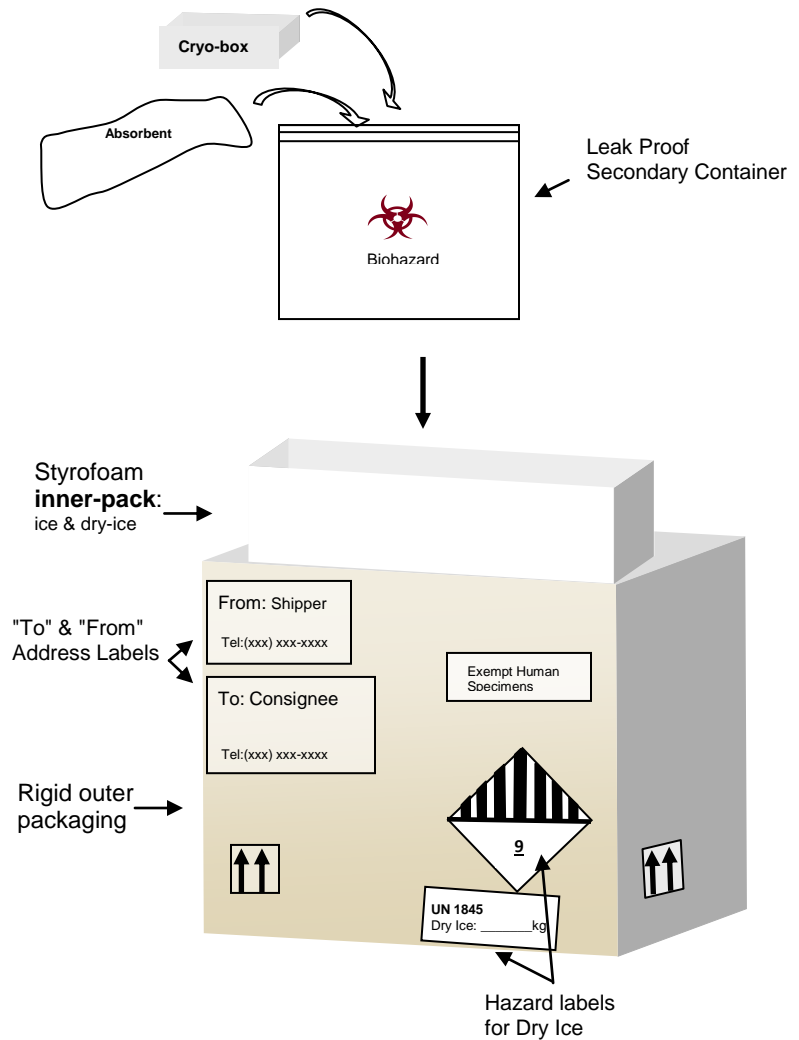 Cryo-box
Absorbent
Leak Proof
Secondary Container
Biohazard
Styrofoam
inner-pack:
ice & dry-ice
"To" & "From"
Address Labels
From: Shipper
Tel:(xxx) xxx-xxxx
To: Consignee
Tel:(xxx) xxx-xxxx
Exempt Human
Specimens
Rigid outer
packaging
9
UN 1845
Dry Ice: _______kg
Hazard labels
for Dry Ice